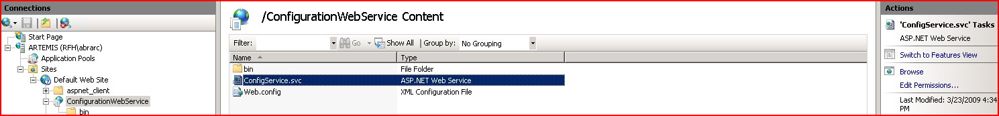 Connections
Start Page
ARTEMIS (RFH\abrarc)
Application Pools
Sites
Default Web Site
aspnet_client
ConfigurationWebService
bin
/ConfigurationWebService Content
Filter: Go Show All Group by: No Grouping
Name Type
bin File Folder
ConfigService.svc ASP.NET Web Service
Web.config XML Configuration File
Actions
'ConfigService.svc' Tasks
ASP.NET Web Service
Switch to Features View
Browse
Edit Permissions...
Last Modified: 3/23/2009 4:34
PM